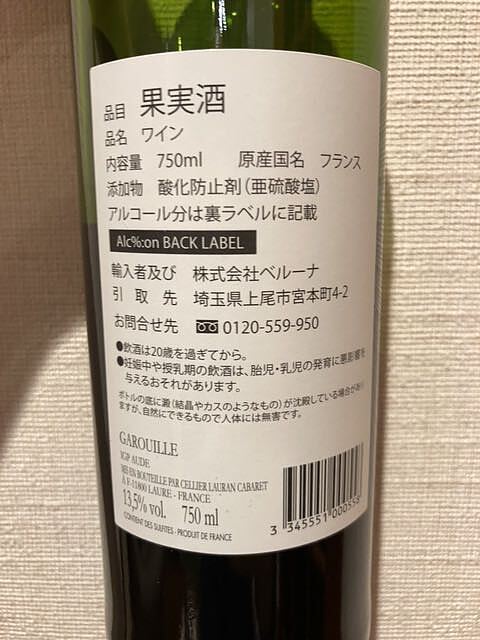 品目 果実酒
品名 ワイン
内容量 750ml 原産国名 フランス
添加物 酸化防止剤(亜硫酸塩)
アルコール分は裏ラベルに記載
Alc%:on BACK LABEL
輸入者及び 株式会社ベルーナ
引取先 埼玉県上尾市宮本町4-2
お問合せ先 0120-559-950
●飲酒は20歳を過ぎてから。
●妊娠中や授乳期の飲酒は、胎児・乳児の発育に悪影響を
与えるおそれがあります。
ボトルの底に澱(結晶やカスのようなもの)が沈殿している場合があり
ますが、自然にできるもので人体には無害です。
GAROUILLE
IGP AUDE
MIS EN BOUTEILLE PAR CELLIER LAURAN CABARET
À F-11800 LAURE - FRANCE
13,5% vol. 750 ml
CONTENT DES SULFITES - PRODUIT DE FRANCE
3 345551 000558